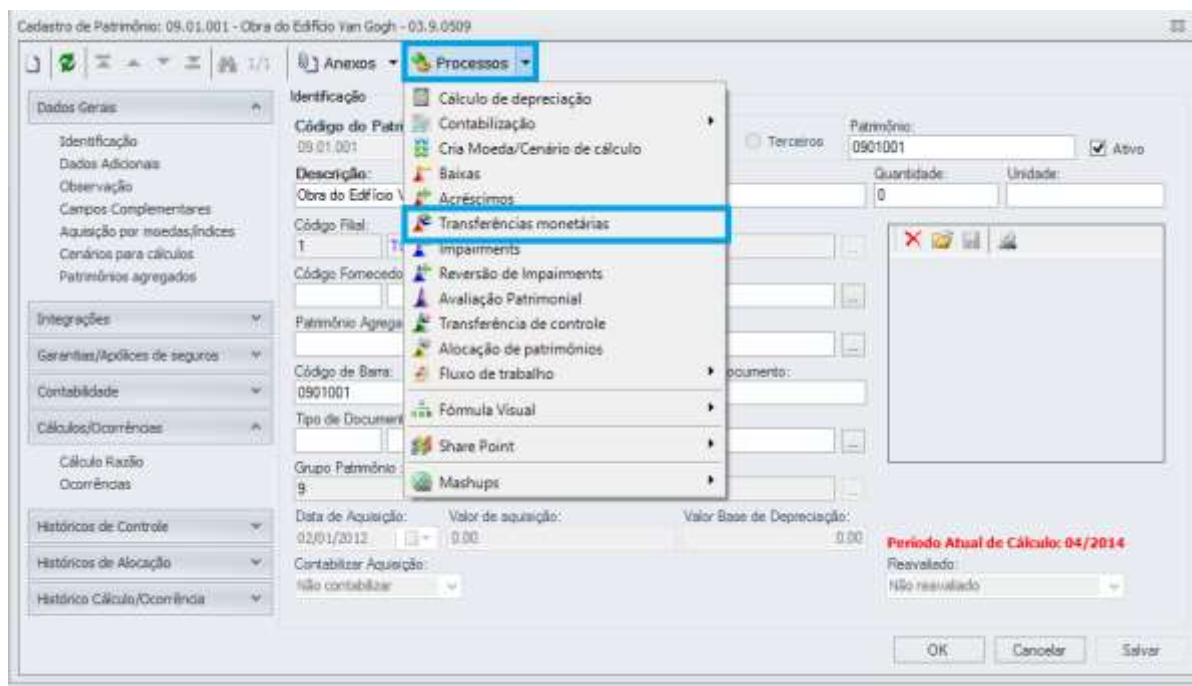 Cadastro de Patrimônio: 09.01.001 - Obra do Edifício Van Gogh - 03.9.0509
1/1 Anexos Processos
Dados Gerais
Identificação
Dados Adicionais
Observação
Campos Complementares
Aquisição por moedas/índices
Cenários para cálculos
Patrimônios agregados
Integrações
Garantias/Apólices de seguros
Contabilidade
Cálculos/Ocorrências
Cálculo Razão
Ocorrências
Históricos de Controle
Históricos de Alocação
Histórico Cálculo/Ocorrência
Identificação
Código do Patri
09.01.001
Descrição:
Obra do Edifício V
Código Filial:
1
Código Fornecedo
Patrimônio Agrega
Código de Barra:
0901001
Tipo de Document
Grupo Patrimônio :
9
Data de Aquisição: Valor de aquisição: Valor Base de Depreciação:
02/01/2012 0.00 0.00
Contabilizar Aquisição:
Não contabilizar
Cálculo de depreciação
Contabilização
Cria Moeda/Cenário de cálculo
Baixas
Acréscimos
Transferências monetárias
Impairments
Reversão de Impairments
Avaliação Patrimonial
Transferência de controle
Alocação de patrimônios
Fluxo de trabalho
Fórmula Visual
Share Point
Mashups
Terceiros
Patrimônio:
0901001 Ativo
Quantidade: Unidade:
0
ocumento:
Período Atual de Cálculo: 04/2014
Reavaliado:
Não reavaliado
OK Cancelar Salvar